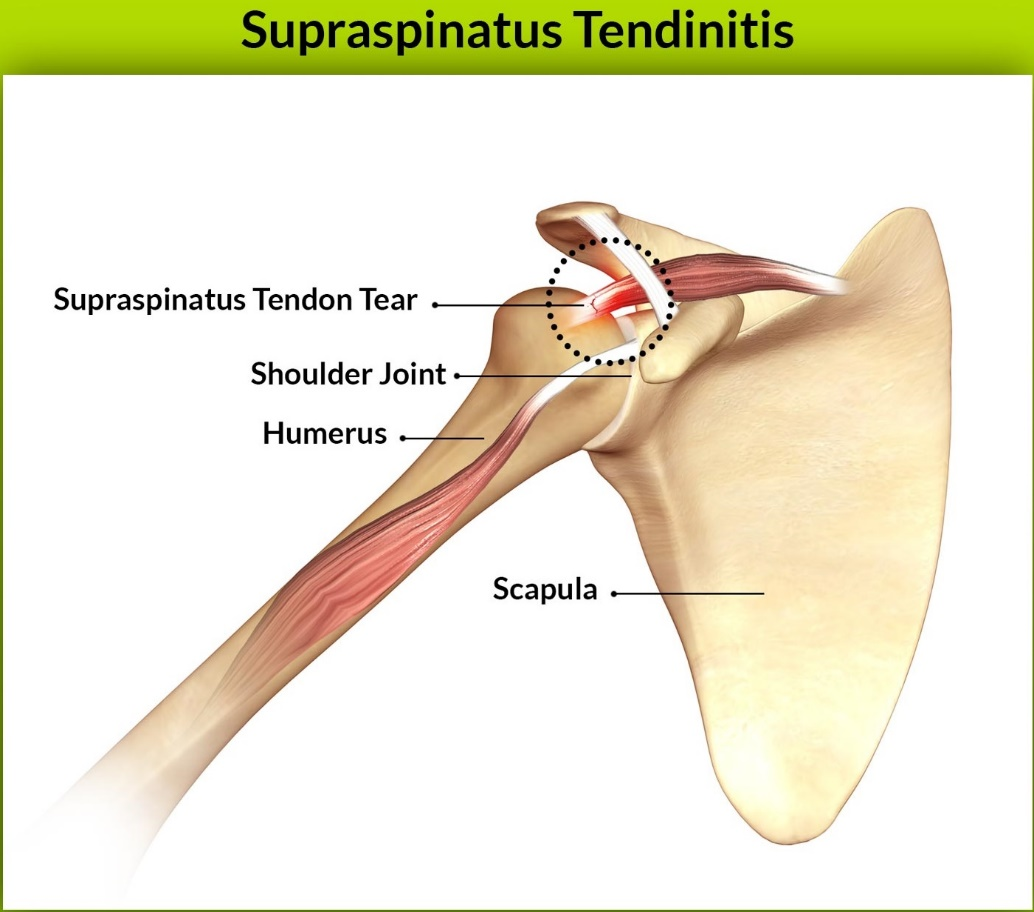 Supraspinatus Tendinitis
Supraspinatus Tendon Tear
Shoulder Joint
Humerus
Scapula